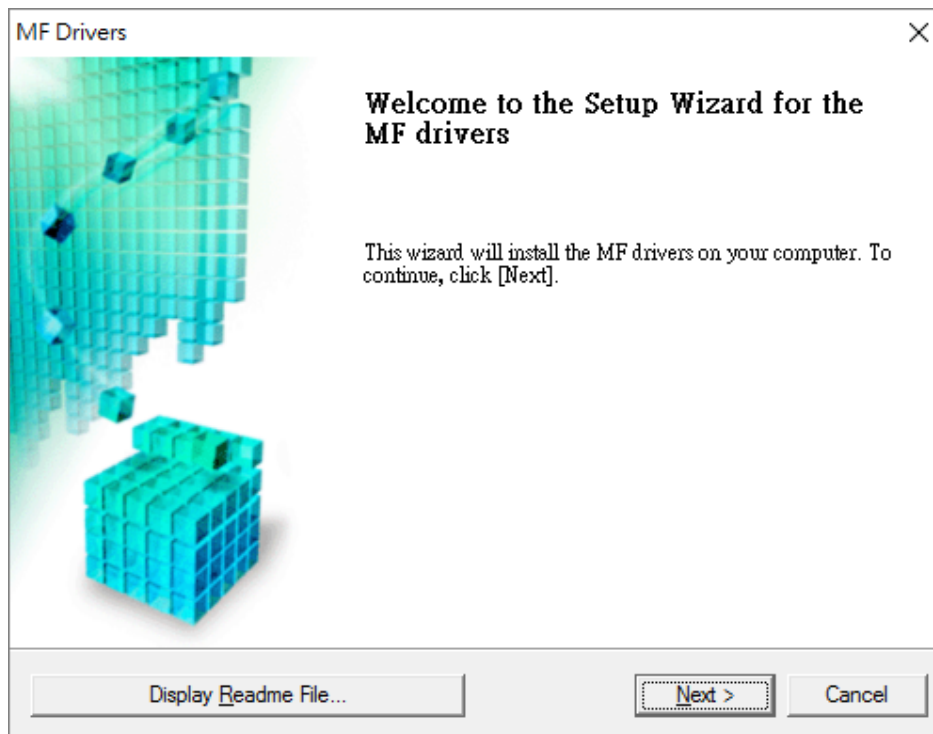 MF Drivers
Welcome to the Setup Wizard for the
MF drivers
This wizard will install the MF drivers on your computer. To
continue, click [Next].
Display Readme File...
Next >
Cancel